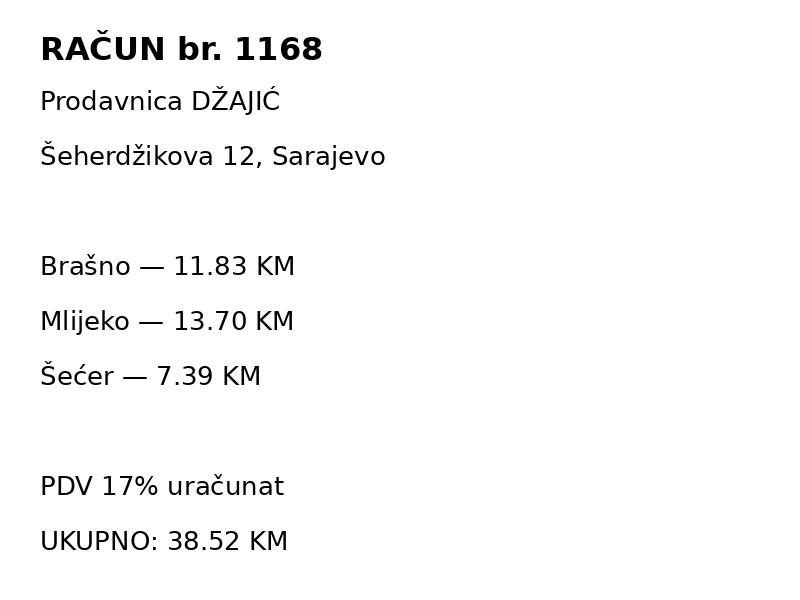 RAČUN br. 1168
Prodavnica DŽAJIĆ
Šeherdžikova 12, Sarajevo
Brašno — 11.83 KM
Mlijeko — 13.70 KM
Šećer — 7.39 KM
PDV 17% uračunat
UKUPNO: 38.52 KM